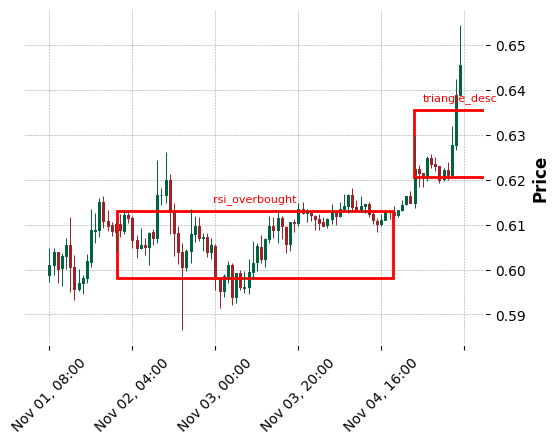 0.65
0.64
triangle_desc
0.63
0.62
rsi_overbought
0.61
0.60
0.59
Price
Nov 01, 08:00
Nov 02, 04:00
Nov 03, 00:00
Nov 03, 20:00
Nov 04, 16:00